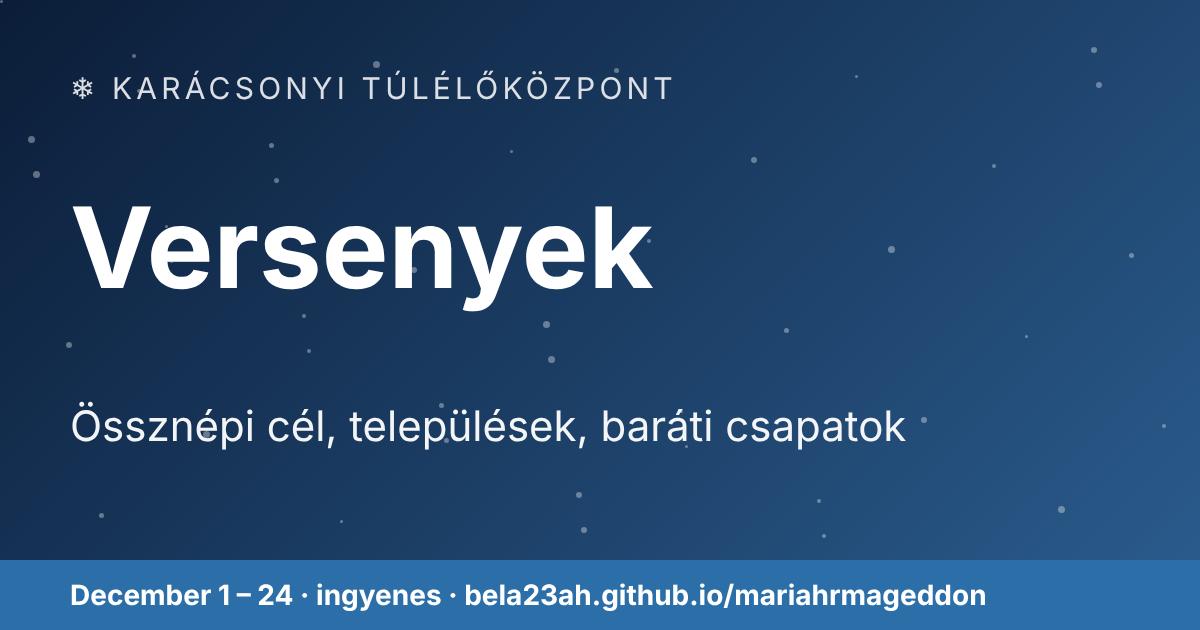 ❄ KARÁCSONYI TÚLÉLŐKÖZPONT
Versenyek
Össznépi cél, települések, baráti csapatok
December 1 – 24 · ingyenes · bela23ah.github.io/mariahrmageddon